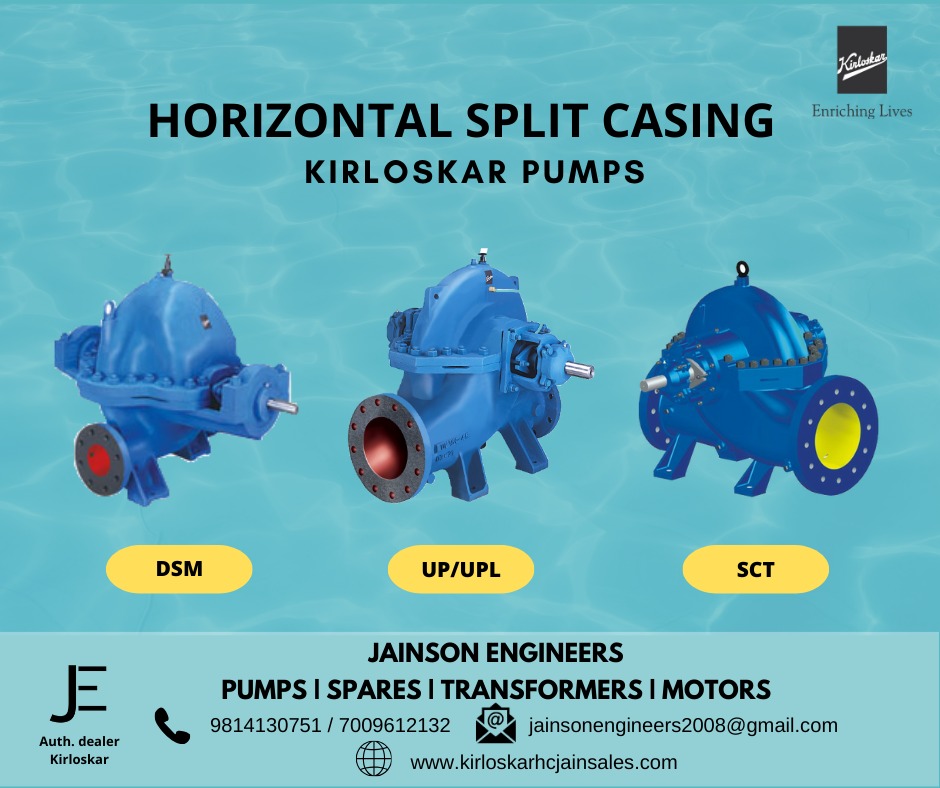 Kirloskar
Enriching Lives
HORIZONTAL SPLIT CASING
KIRLOSKAR PUMPS
DSM
UP/UPL
SCT
JAINSON ENGINEERS
PUMPS | SPARES | TRANSFORMERS | MOTORS
JE
9814130751 / 7009612132
jainsonengineers2008@gmail.com
Auth. dealer
Kirloskar
www.kirloskarhcjainsales.com